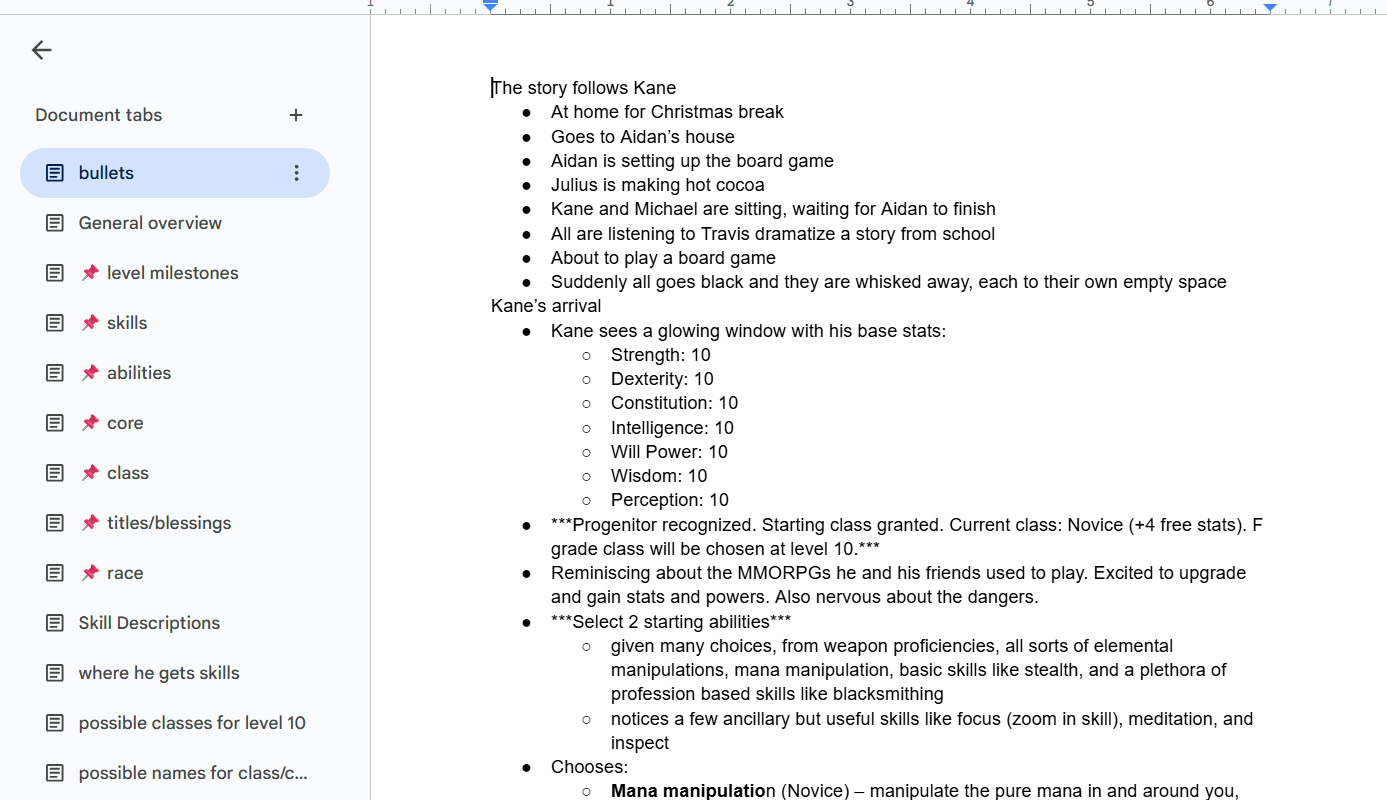 1 1 2 3 4 5 6 7
Document tabs
bullets
General overview
📌 level milestones
📌 skills
📌 abilities
📌 core
📌 class
📌 titles/blessings
📌 race
Skill Descriptions
where he gets skills
possible classes for level 10
possible names for class/c...
The story follows Kane
● At home for Christmas break
● Goes to Aidan’s house
● Aidan is setting up the board game
● Julius is making hot cocoa
● Kane and Michael are sitting, waiting for Aidan to finish
● All are listening to Travis dramatize a story from school
● About to play a board game
● Suddenly all goes black and they are whisked away, each to their own empty space
Kane’s arrival
● Kane sees a glowing window with his base stats:
○ Strength: 10
○ Dexterity: 10
○ Constitution: 10
○ Intelligence: 10
○ Will Power: 10
○ Wisdom: 10
○ Perception: 10
● ***Progenitor recognized. Starting class granted. Current class: Novice (+4 free stats). F
grade class will be chosen at level 10.***
● Reminiscing about the MMORPGs he and his friends used to play. Excited to upgrade
and gain stats and powers. Also nervous about the dangers.
● ***Select 2 starting abilities***
○ given many choices, from weapon proficiencies, all sorts of elemental
manipulations, mana manipulation, basic skills like stealth, and a plethora of
profession based skills like blacksmithing
○ notices a few ancillary but useful skills like focus (zoom in skill), meditation, and
inspect
● Chooses:
○ Mana manipulation (Novice) – manipulate the pure mana in and around you,